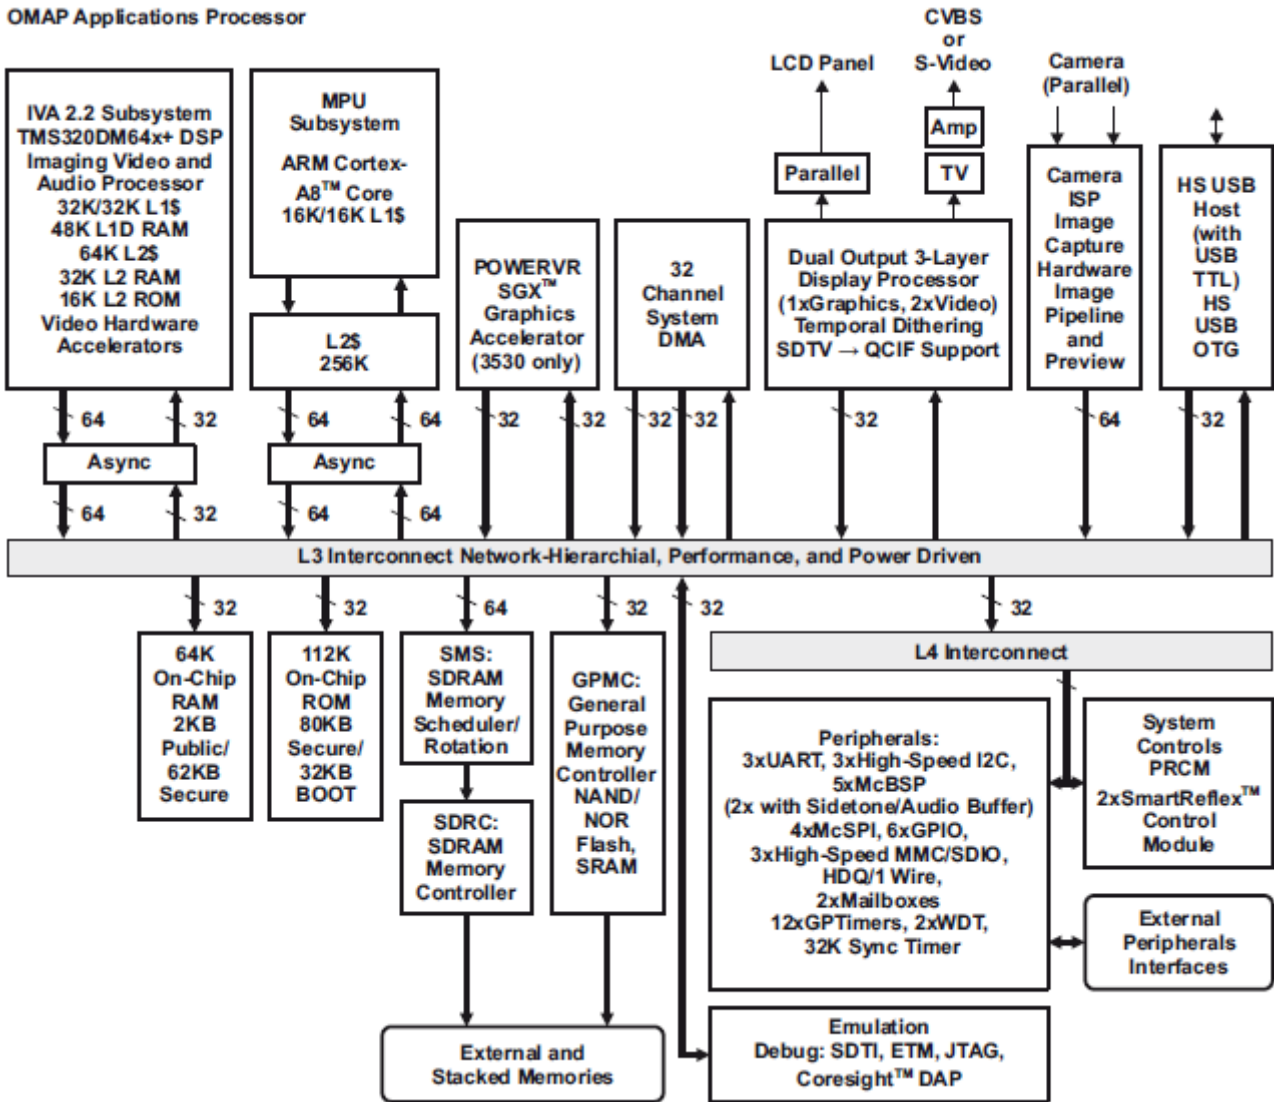 OMAP Applications Processor
CVBS
or
S-Video
LCD Panel
Camera
(Parallel)
Amp
Parallel
TV
IVA 2.2 Subsystem
TMS320DM64x+ DSP
Imaging Video and
Audio Processor
32K/32K L1$
48K L1D RAM
64K L2$
32K L2 RAM
16K L2 ROM
Video Hardware
Accelerators
MPU
Subsystem
ARM Cortex-
A8™ Core
16K/16K L1$
L2$
256K
POWERVR
SGX™
Graphics
Accelerator
(3530 only)
32
Channel
System
DMA
Dual Output 3-Layer
Display Processor
(1xGraphics, 2xVideo)
Temporal Dithering
SDTV → QCIF Support
Camera
ISP
Image
Capture
Hardware
Image
Pipeline
and
Preview
HS USB
Host
(with
USB
TTL)
HS
USB
OTG
64 32 64 64 32 32 32 32 32 64 32
Async Async
64 32 64 64
L3 Interconnect Network-Hierarchial, Performance, and Power Driven
32 32 64 32 32 32
64K
On-Chip
RAM
2KB
Public/
62KB
Secure
112K
On-Chip
ROM
80KB
Secure/
32KB
BOOT
SMS:
SDRAM
Memory
Scheduler/
Rotation
SDRC:
SDRAM
Memory
Controller
GPMC:
General
Purpose
Memory
Controller
NAND/
NOR
Flash,
SRAM
L4 Interconnect
Peripherals:
3xUART, 3xHigh-Speed I2C,
5xMcBSP
(2x with Sidetone/Audio Buffer)
4xMcSPI, 6xGPIO,
3xHigh-Speed MMC/SDIO,
HDQ/1 Wire,
2xMailboxes
12xGPTimers, 2xWDT,
32K Sync Timer
System
Controls
PRCM
2xSmartReflex™
Control
Module
External
Peripherals
Interfaces
External and
Stacked Memories
Emulation
Debug: SDTI, ETM, JTAG,
Coresight™ DAP